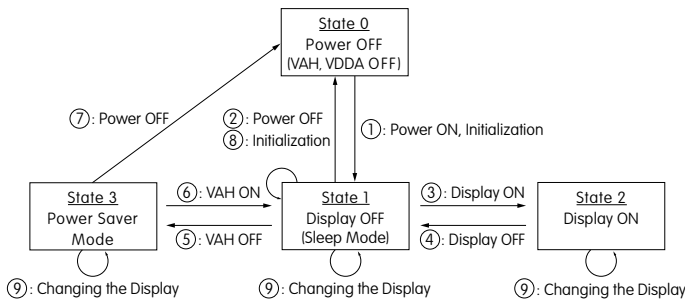 State 0
Power OFF
(VAH, VDDA OFF)
⑦: Power OFF
②: Power OFF
⑧: Initialization
①: Power ON, Initialization
State 3
Power Saver
Mode
⑥: VAH ON
⑤: VAH OFF
State 1
Display OFF
(Sleep Mode)
③: Display ON
④: Display OFF
State 2
Display ON
⑨: Changing the Display
⑨: Changing the Display
⑨: Changing the Display